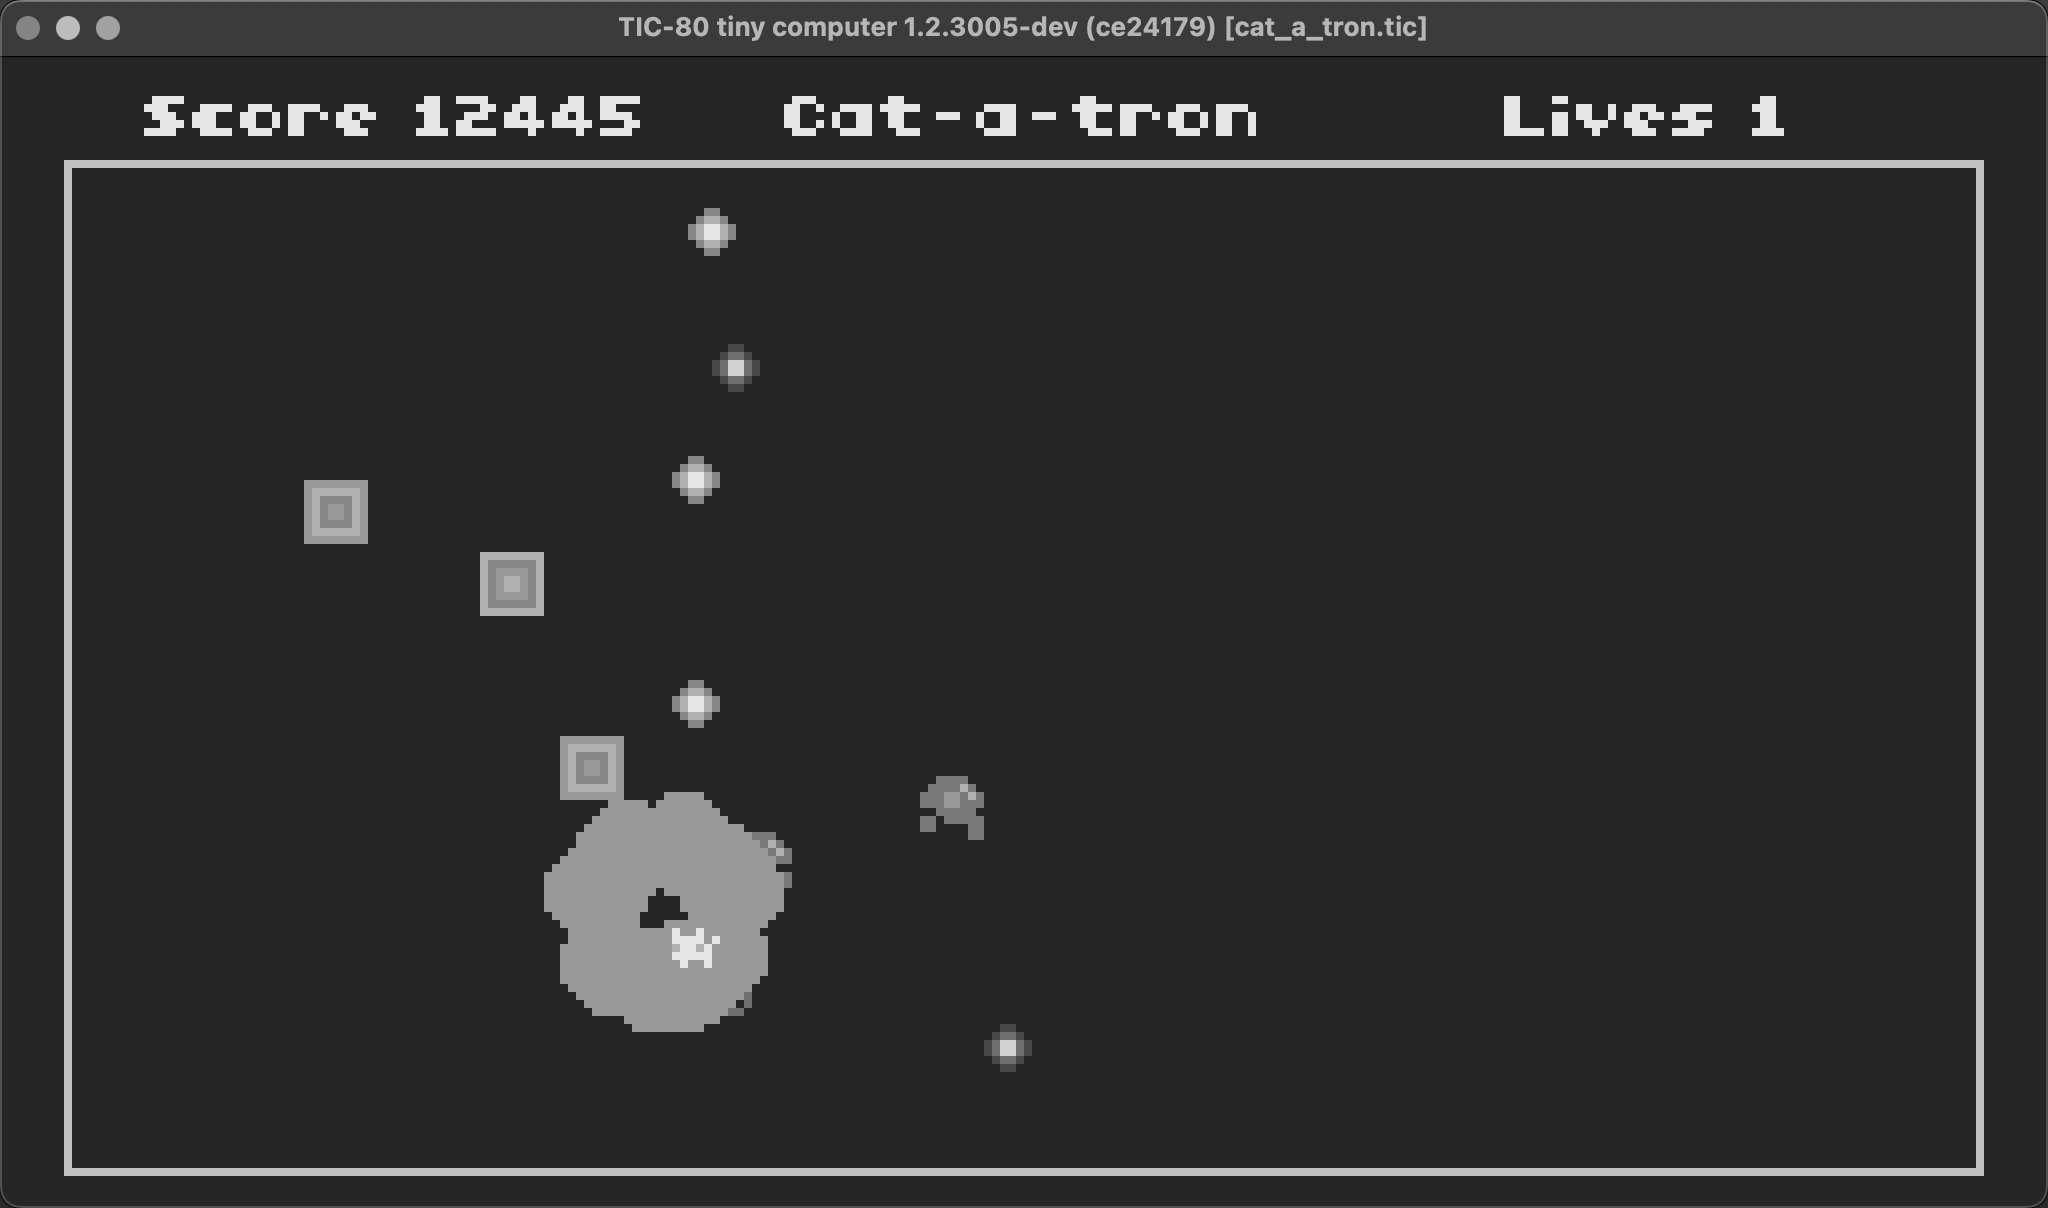 TIC-80 tiny computer 1.2.3005-dev (ce24179) [cat_a_tron.tic]
Score 12445 Cat-a-tron Lives 1